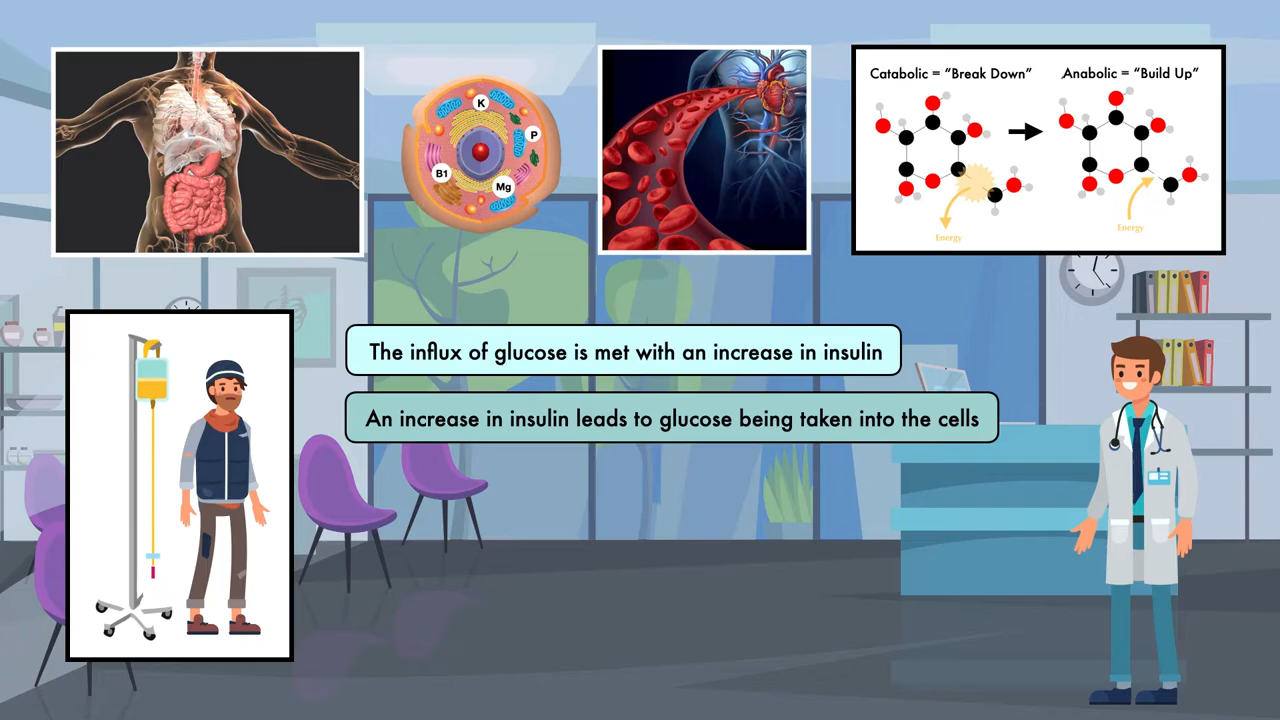 K
P
B1
Mg
Catabolic = “Break Down”
Anabolic = “Build Up”
Energy
Energy
The influx of glucose is met with an increase in insulin
An increase in insulin leads to glucose being taken into the cells